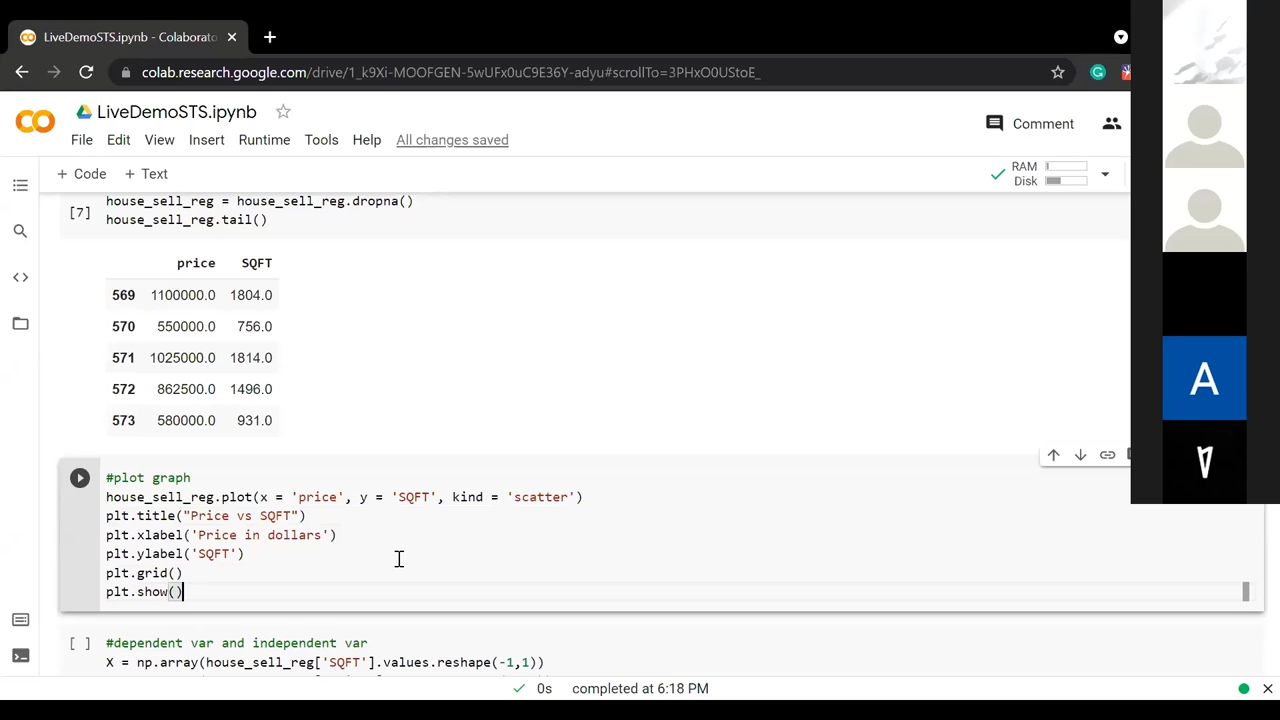 LiveDemoSTS.ipynb - Colaborato
colab.research.google.com/drive/1_k9Xi-MOOFGEN-5wUFx0uC9E36Y-adyu#scrollTo=3PHxO0UStoE_
LiveDemoSTS.ipynb
Comment
File Edit View Insert Runtime Tools Help All changes saved
+ Code + Text
RAM
Disk
house_sell_reg = house_sell_reg.dropna()
[7]
house_sell_reg.tail()
price SQFT
569 1100000.0 1804.0
570 550000.0 756.0
571 1025000.0 1814.0
572 862500.0 1496.0
573 580000.0 931.0
A
#plot graph
house_sell_reg.plot(x = 'price', y = 'SQFT', kind = 'scatter')
plt.title("Price vs SQFT")
plt.xlabel('Price in dollars')
plt.ylabel('SQFT')
plt.grid()
plt.show()
[ ] #dependent var and independent var
X = np.array(house_sell_reg['SQFT'].values.reshape(-1,1))
0s completed at 6:18 PM